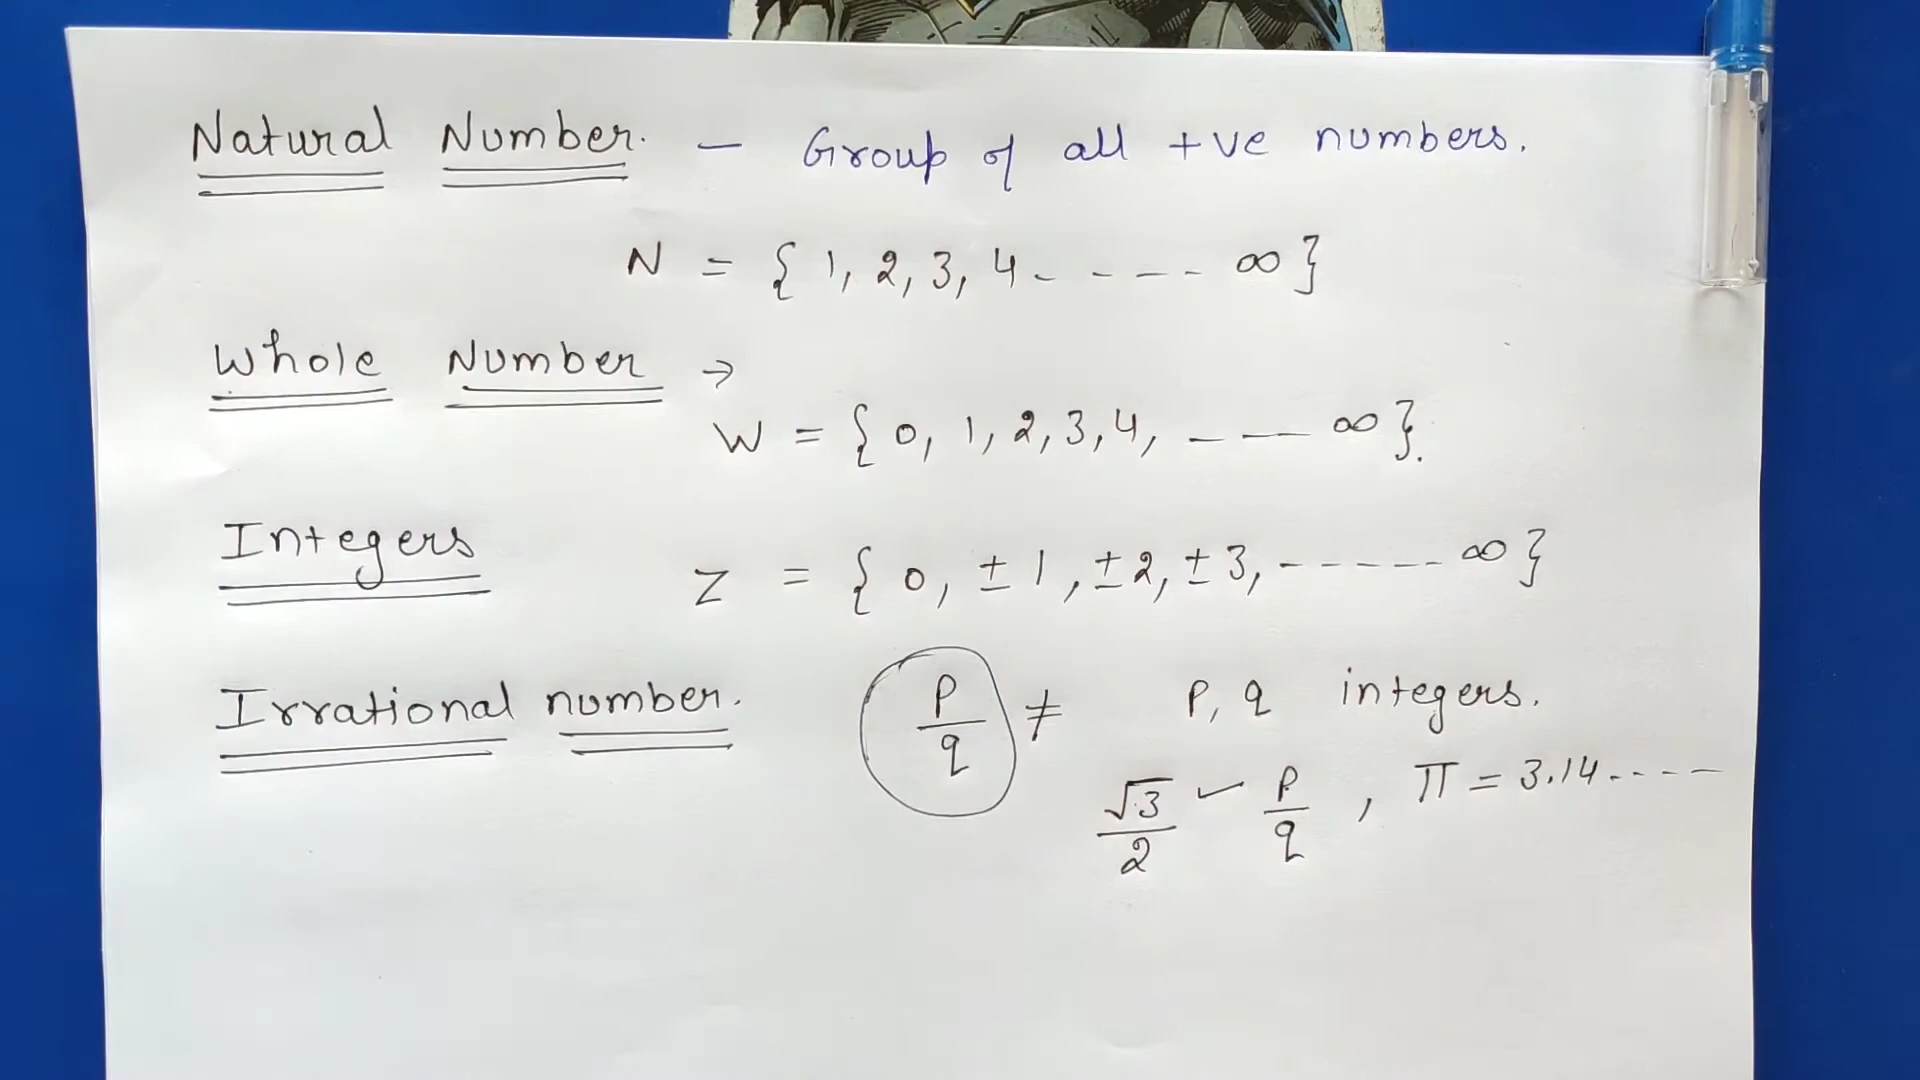 Natural Number. — Group of all +ve numbers.
N = { 1, 2, 3, 4 - - - - - ∞ }
Whole Number →
W = { 0, 1, 2, 3, 4, - — — ∞ }.
Integers Z = { 0, ± 1, ± 2, ± 3, - - - - - - ∞ }
Irrational number. p/q ≠ P, q integers.
√3/2 ✓ p/q , π = 3.14 - - - -